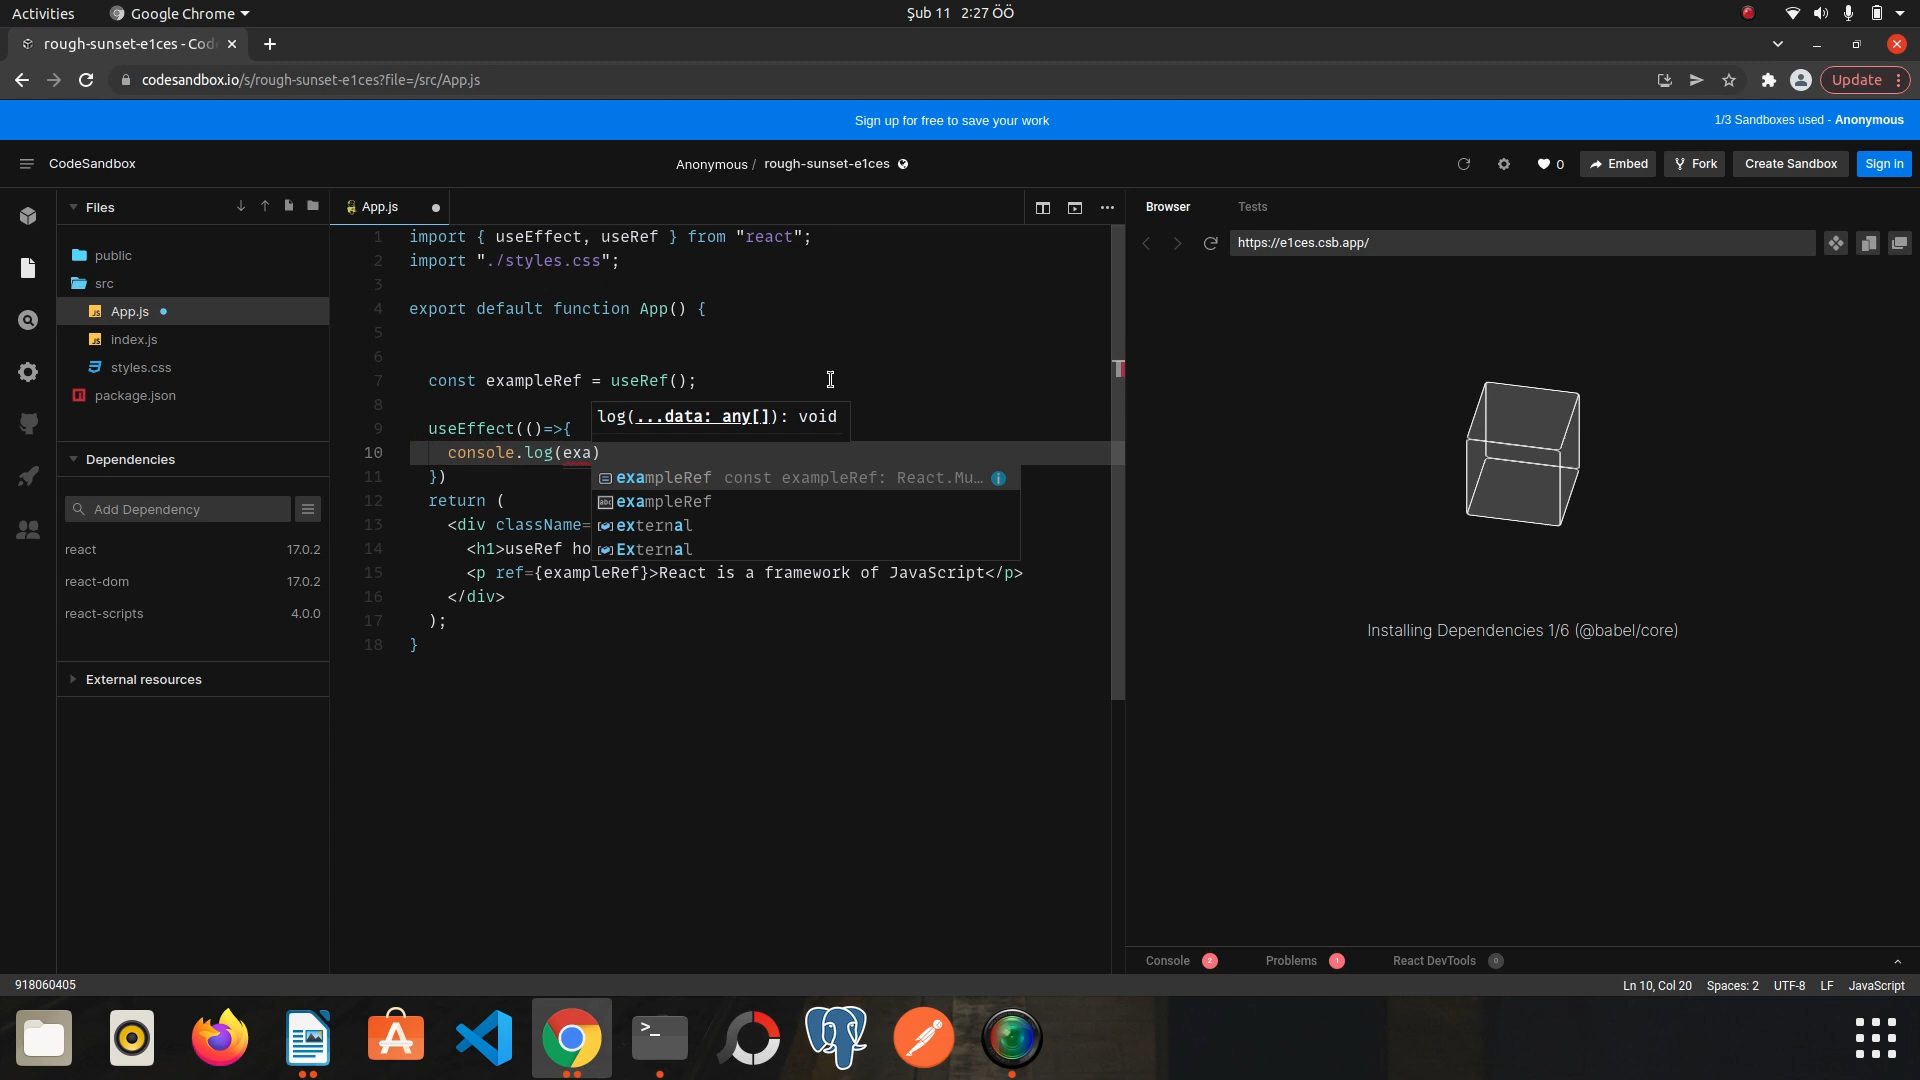 Activities
Google Chrome
Şub 11 2:27 ÖÖ
rough-sunset-e1ces - Cod
codesandbox.io/s/rough-sunset-e1ces?file=/src/App.js
Update
Sign up for free to save your work
1/3 Sandboxes used - Anonymous
CodeSandbox
Anonymous / rough-sunset-e1ces
0
Embed
Fork
Create Sandbox
Sign In
Files
App.js
Browser
Tests
https://e1ces.csb.app/
public
src
App.js
index.js
styles.css
package.json
Dependencies
Add Dependency
react 17.0.2
react-dom 17.0.2
react-scripts 4.0.0
External resources
1 import { useEffect, useRef } from "react";
2 import "./styles.css";
3
4 export default function App() {
5
6
7 const exampleRef = useRef();
8
log(...data: any[]): void
9 useEffect(()=>{
10 console.log(exa)
11 })
exampleRef const exampleRef: React.Mu…
12 return (
exampleRef
13 <div className=
external
14 <h1>useRef ho
External
15 <p ref={exampleRef}>React is a framework of JavaScript</p>
16 </div>
17 );
18 }
Installing Dependencies 1/6 (@babel/core)
Console 2
Problems 1
React DevTools 0
918060405
Ln 10, Col 20
Spaces: 2
UTF-8
LF
JavaScript